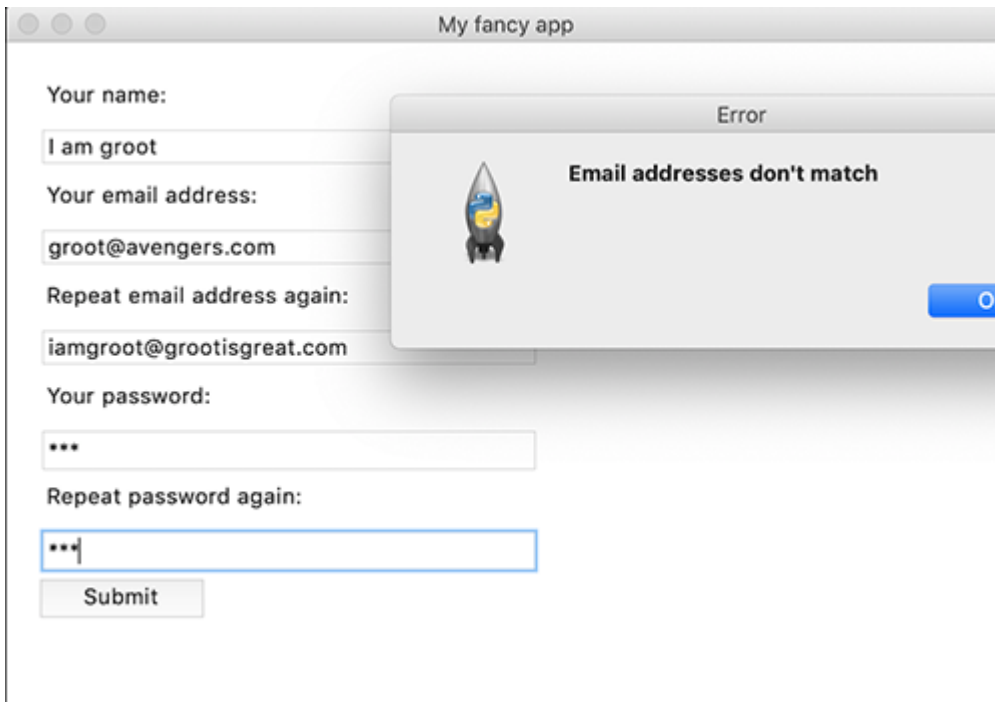 My fancy app
Your name:
I am groot
Your email address:
groot@avengers.com
Repeat email address again:
iamgroot@grootisgreat.com
Your password:
***
Repeat password again:
***
Submit
Error
Email addresses don't match